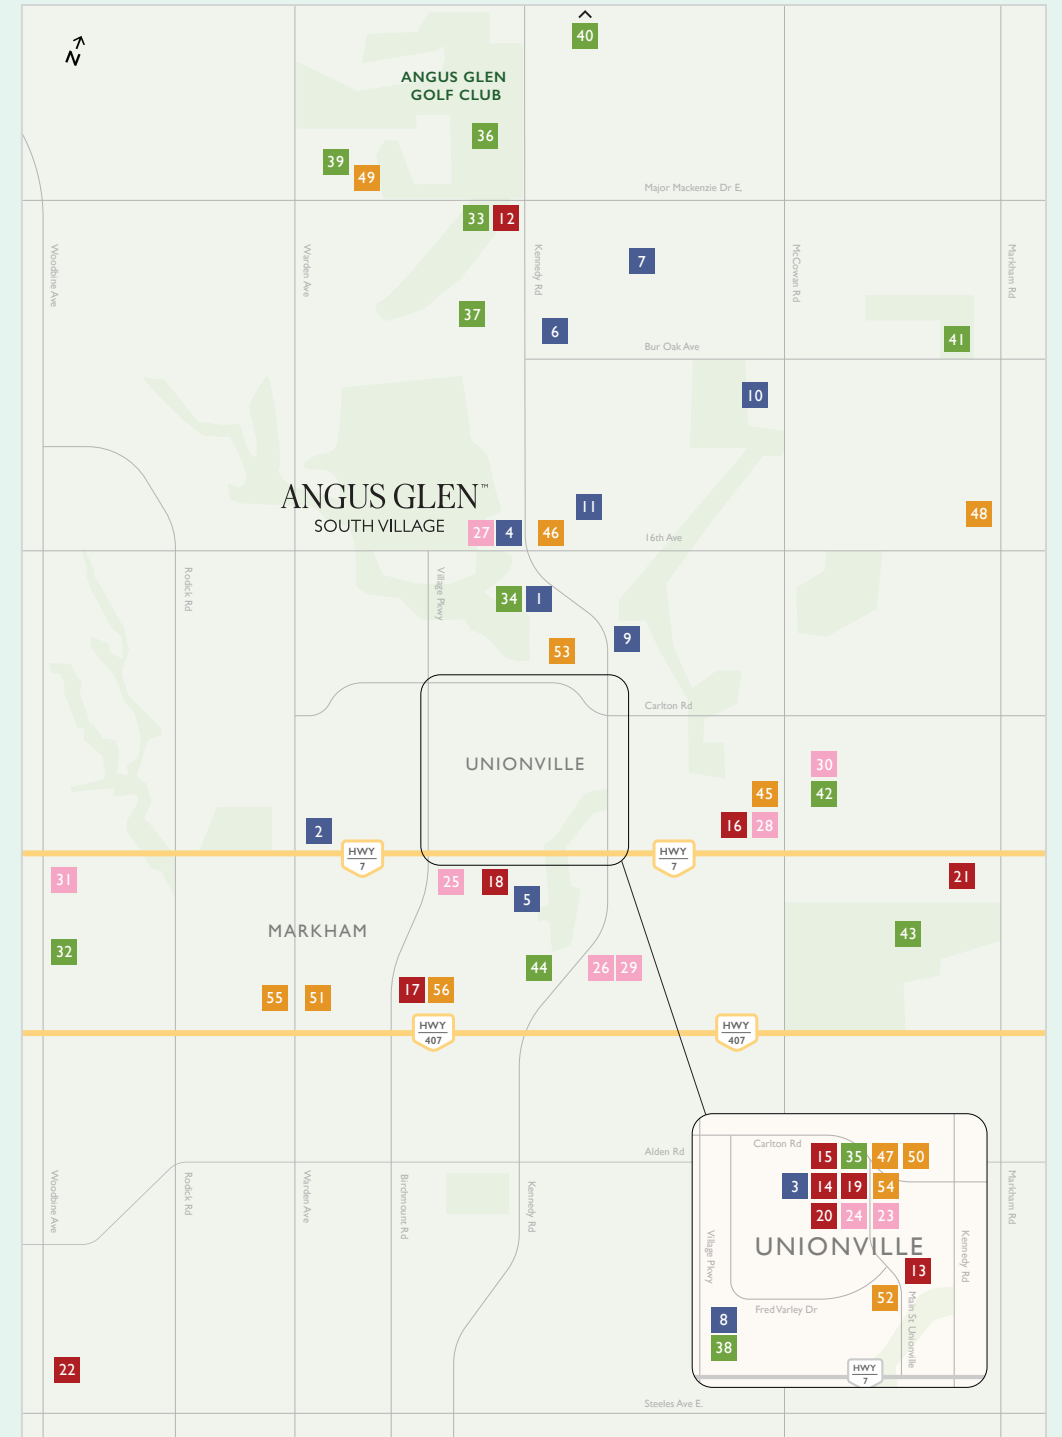 40
N
ANGUS GLEN
GOLF CLUB
36
39
49
Major Mackenzie Dr E,
33
12
Woodbine Ave
Warden Ave
Kennedy Rd
McCowan Rd
Markham Rd
7
37
6
41
Bur Oak Ave
10
ANGUS GLEN™
SOUTH VILLAGE
11
48
27
4
46
16th Ave
Rodick Rd
Village Pkwy
34
1
9
53
Carlton Rd
UNIONVILLE
30
45
42
16
28
2
HWY
7
HWY
7
31
25
18
21
5
MARKHAM
43
32
44
26
29
55
51
17
56
HWY
407
HWY
407
Alden Rd
Woodbine Ave
Rodick Rd
Warden Ave
Birchmount Rd
Kennedy Rd
Markham Rd
Carlton Rd
15
35
47
50
3
14
19
54
20
24
23
UNIONVILLE
Village Pkwy
Kennedy Rd
13
52
Fred Varley Dr
Main St Unionville
8
38
HWY
7
22
Steeles Ave E.